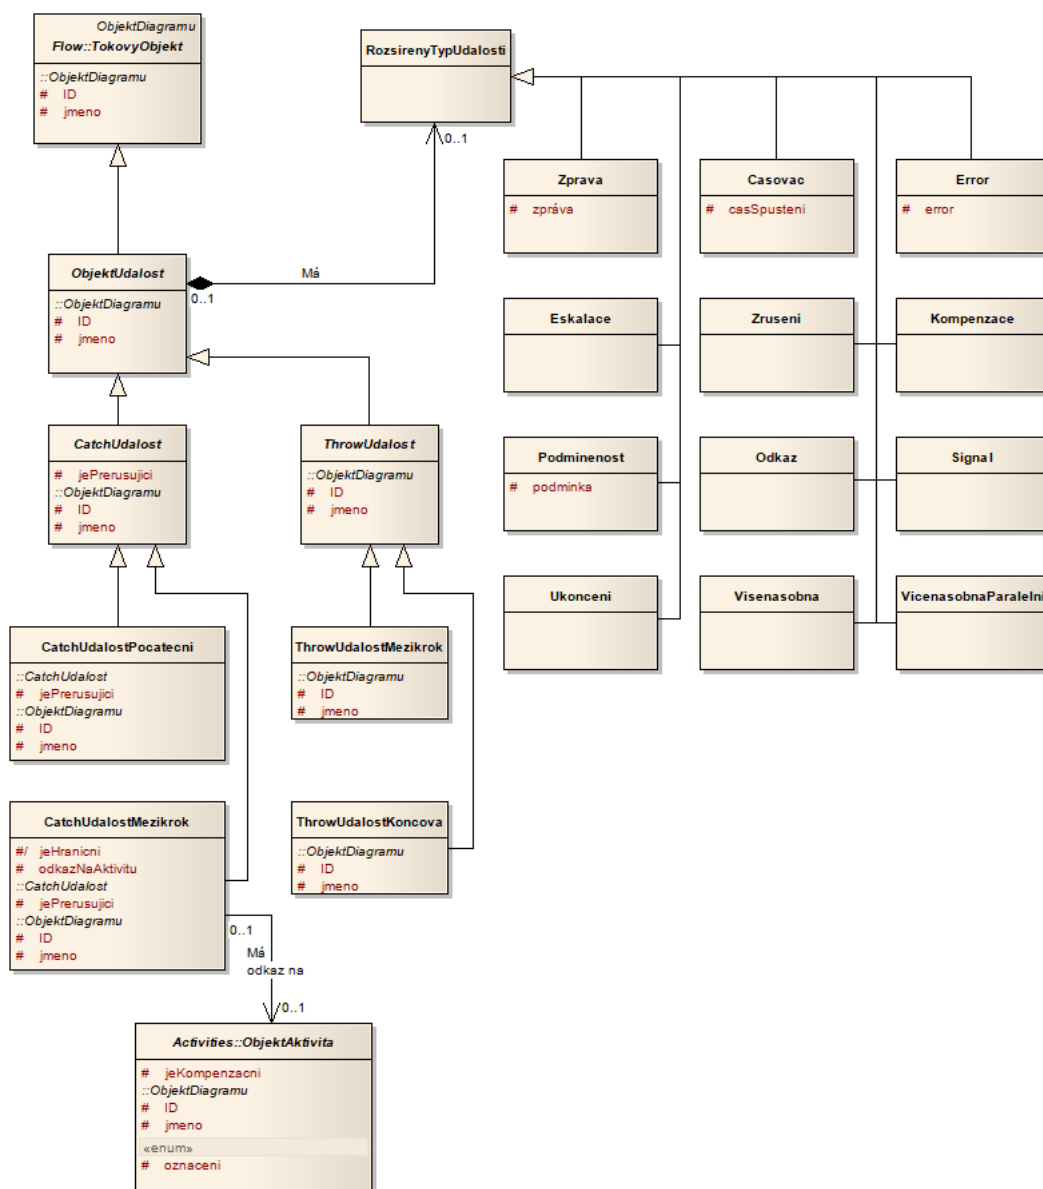 ObjektDiagramu
Flow::TokovyObjekt
::ObjektDiagramu
# ID
# jmeno
RozsirenyTypUdalosti
0..1
Zprava
# zpráva
Casovac
# casSpusteni
Error
# error
ObjektUdalost
::ObjektDiagramu
# ID
# jmeno
Má
0..1
Eskalace
Zruseni
Kompenzace
CatchUdalost
# jePrerusujici
::ObjektDiagramu
# ID
# jmeno
ThrowUdalost
::ObjektDiagramu
# ID
# jmeno
Podminenost
# podminka
Odkaz
Signal
Ukonceni
Visenasobna
VicenasobnaParalelni
CatchUdalostPocatecni
::CatchUdalost
# jePrerusujici
::ObjektDiagramu
# ID
# jmeno
ThrowUdalostMezikrok
::ObjektDiagramu
# ID
# jmeno
CatchUdalostMezikrok
#/ jeHranicni
# odkazNaAktivitu
::CatchUdalost
# jePrerusujici
::ObjektDiagramu
# ID
# jmeno
ThrowUdalostKoncova
::ObjektDiagramu
# ID
# jmeno
0..1
Má
odkaz na
0..1
Activities::ObjektAktivita
# jeKompenzacni
::ObjektDiagramu
# ID
# jmeno
«enum»
# oznaceni